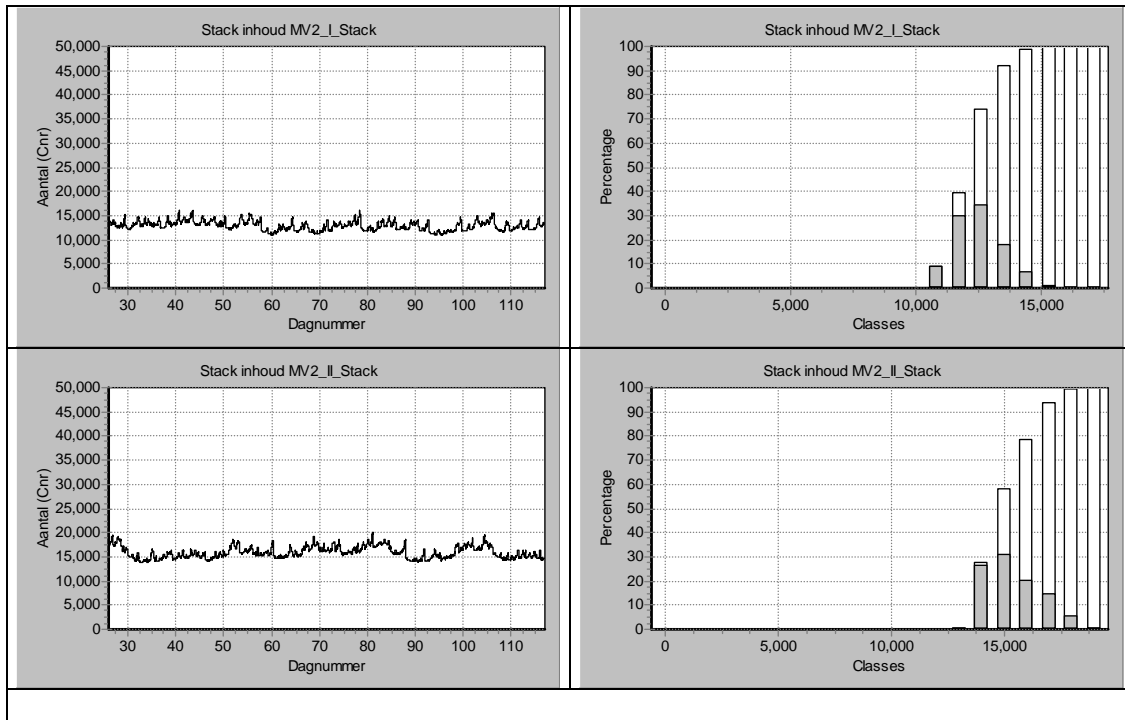 Stack inhoud MV2_I_Stack
50,000
45,000
40,000
35,000
30,000
25,000
20,000
15,000
10,000
5,000
0
Aantal (Cnr)
30 40 50 60 70 80 90 100 110
Dagnummer
Stack inhoud MV2_I_Stack
100
90
80
70
60
50
40
30
20
10
0
Percentage
0 5,000 10,000 15,000
Classes
Stack inhoud MV2_II_Stack
50,000
45,000
40,000
35,000
30,000
25,000
20,000
15,000
10,000
5,000
0
Aantal (Cnr)
30 40 50 60 70 80 90 100 110
Dagnummer
Stack inhoud MV2_II_Stack
100
90
80
70
60
50
40
30
20
10
0
Percentage
0 5,000 10,000 15,000
Classes